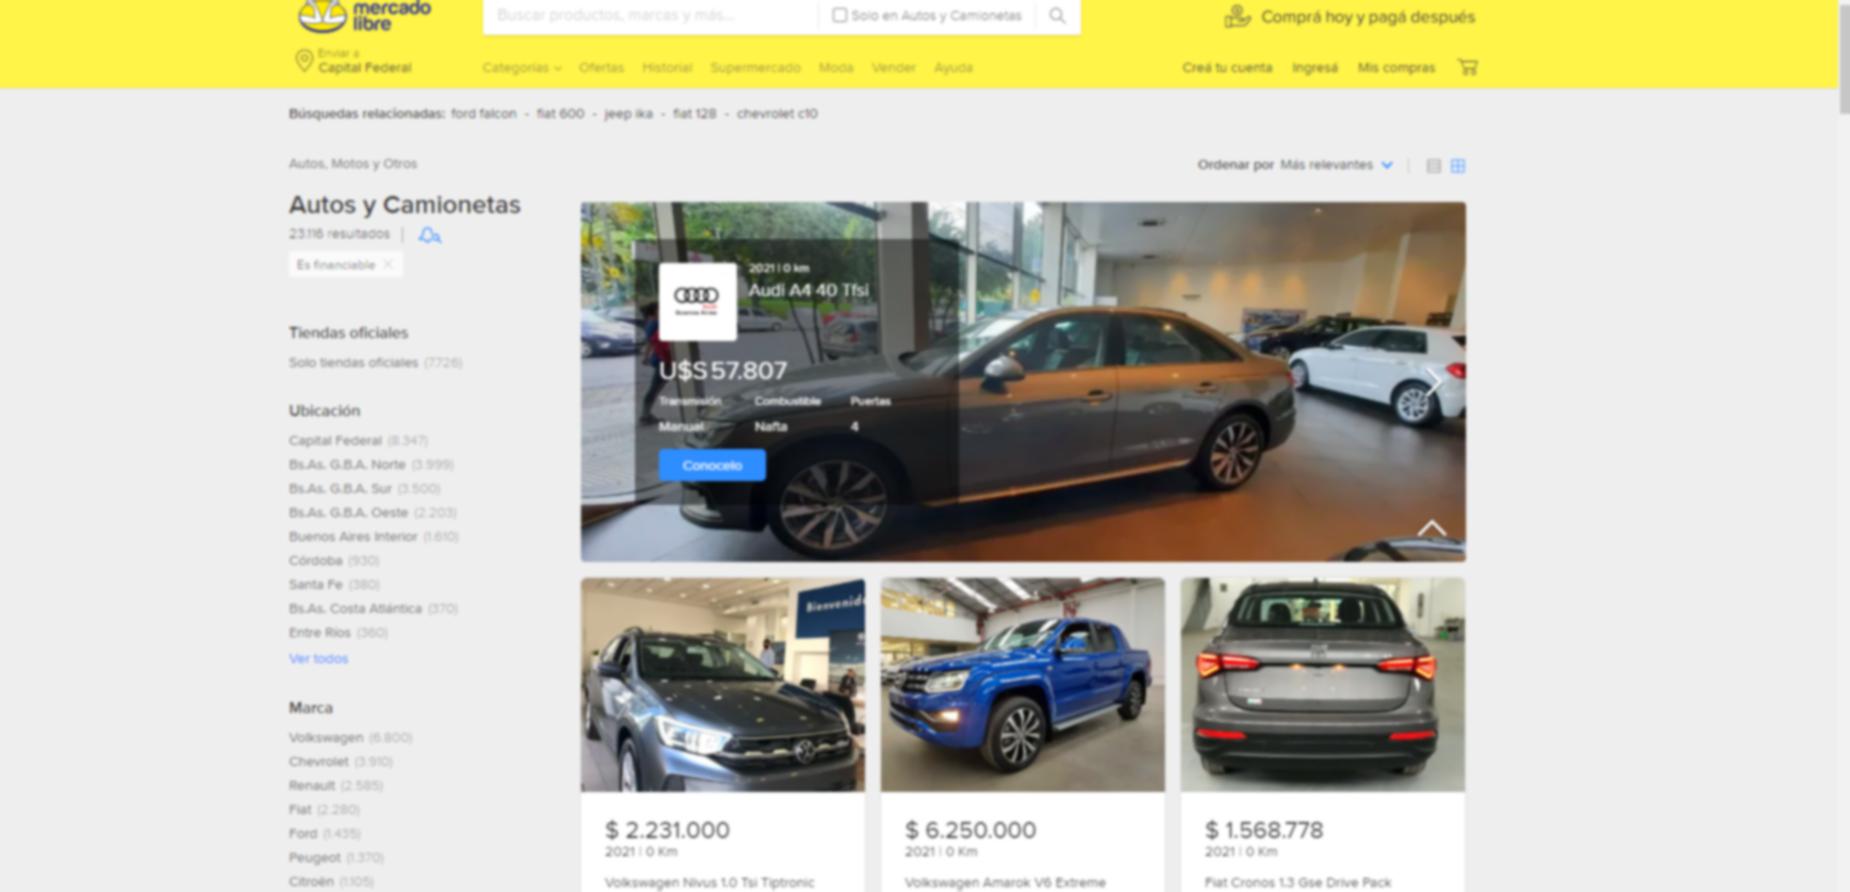 mercado
libre
Buscar productos, marcas y más...
Solo en Autos y Camionetas
Comprá hoy y pagá después
Enviar a
Capital Federal
Categorías Ofertas Historial Supermercado Moda Vender Ayuda
Creá tu cuenta Ingresá Mis compras
Búsquedas relacionadas: ford falcon - fiat 600 - jeep ika - fiat 128 - chevrolet c10
Autos, Motos y Otros
Ordenar por Más relevantes
Autos y Camionetas
23.116 resultados
Es financiable
Tiendas oficiales
Solo tiendas oficiales (7.726)
Ubicación
Capital Federal (8.347)
Bs.As. G.B.A. Norte (3.999)
Bs.As. G.B.A. Sur (3.500)
Bs.As. G.B.A. Oeste (2.203)
Buenos Aires Interior (1.610)
Córdoba (930)
Santa Fe (380)
Bs.As. Costa Atlántica (370)
Entre Ríos (360)
Ver todos
Marca
Volkswagen (6.800)
Chevrolet (3.910)
Renault (2.585)
Fiat (2.280)
Ford (1.435)
Peugeot (1.370)
Citroën (1.105)
2021 | 0 km
Audi A4 40 Tfsi
Buenos Aires
U$S 57.807
Transmisión Combustible Puertas
Manual Nafta 4
Conocelo
Bienvenid
$ 2.231.000
2021 | 0 Km
Volkswagen Nivus 1.0 Tsi Tiptronic
$ 6.250.000
2021 | 0 Km
Volkswagen Amarok V6 Extreme
$ 1.568.778
2021 | 0 Km
Fiat Cronos 1.3 Gse Drive Pack